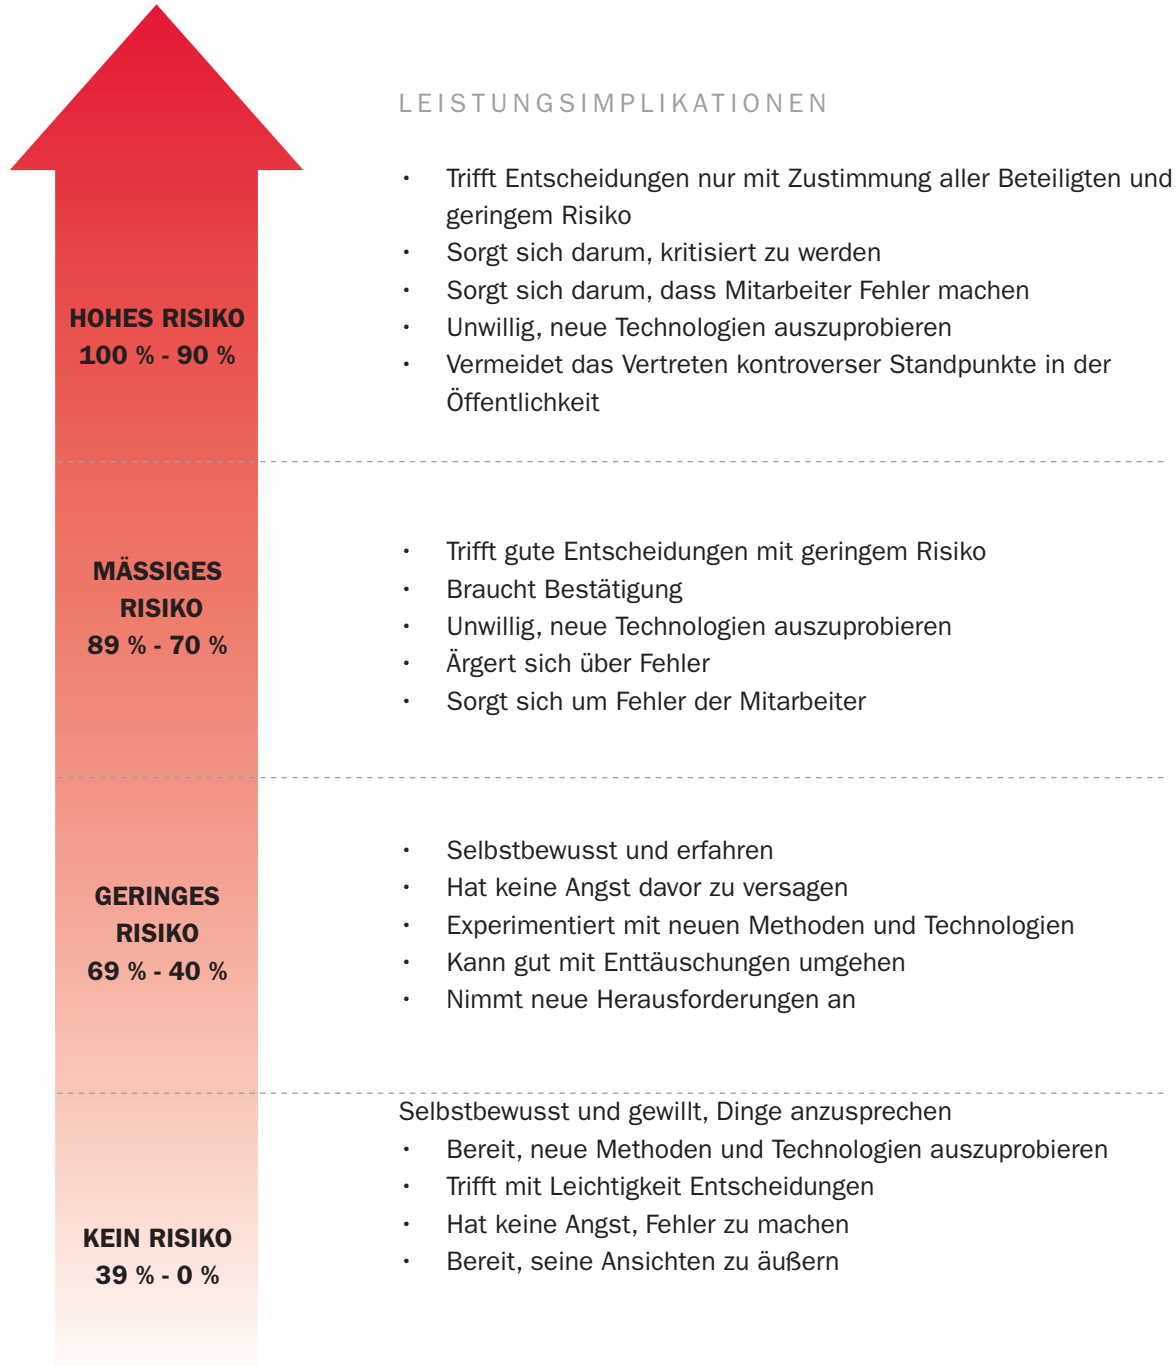 LEISTUNGSIMPLIKATIONEN
HOHES RISIKO
100 % - 90 %
• Trifft Entscheidungen nur mit Zustimmung aller Beteiligten und
geringem Risiko
• Sorgt sich darum, kritisiert zu werden
• Sorgt sich darum, dass Mitarbeiter Fehler machen
• Unwillig, neue Technologien auszuprobieren
• Vermeidet das Vertreten kontroverser Standpunkte in der
Öffentlichkeit
MÄSSIGES
RISIKO
89 % - 70 %
• Trifft gute Entscheidungen mit geringem Risiko
• Braucht Bestätigung
• Unwillig, neue Technologien auszuprobieren
• Ärgert sich über Fehler
• Sorgt sich um Fehler der Mitarbeiter
GERINGES
RISIKO
69 % - 40 %
• Selbstbewusst und erfahren
• Hat keine Angst davor zu versagen
• Experimentiert mit neuen Methoden und Technologien
• Kann gut mit Enttäuschungen umgehen
• Nimmt neue Herausforderungen an
KEIN RISIKO
39 % - 0 %
Selbstbewusst und gewillt, Dinge anzusprechen
• Bereit, neue Methoden und Technologien auszuprobieren
• Trifft mit Leichtigkeit Entscheidungen
• Hat keine Angst, Fehler zu machen
• Bereit, seine Ansichten zu äußern